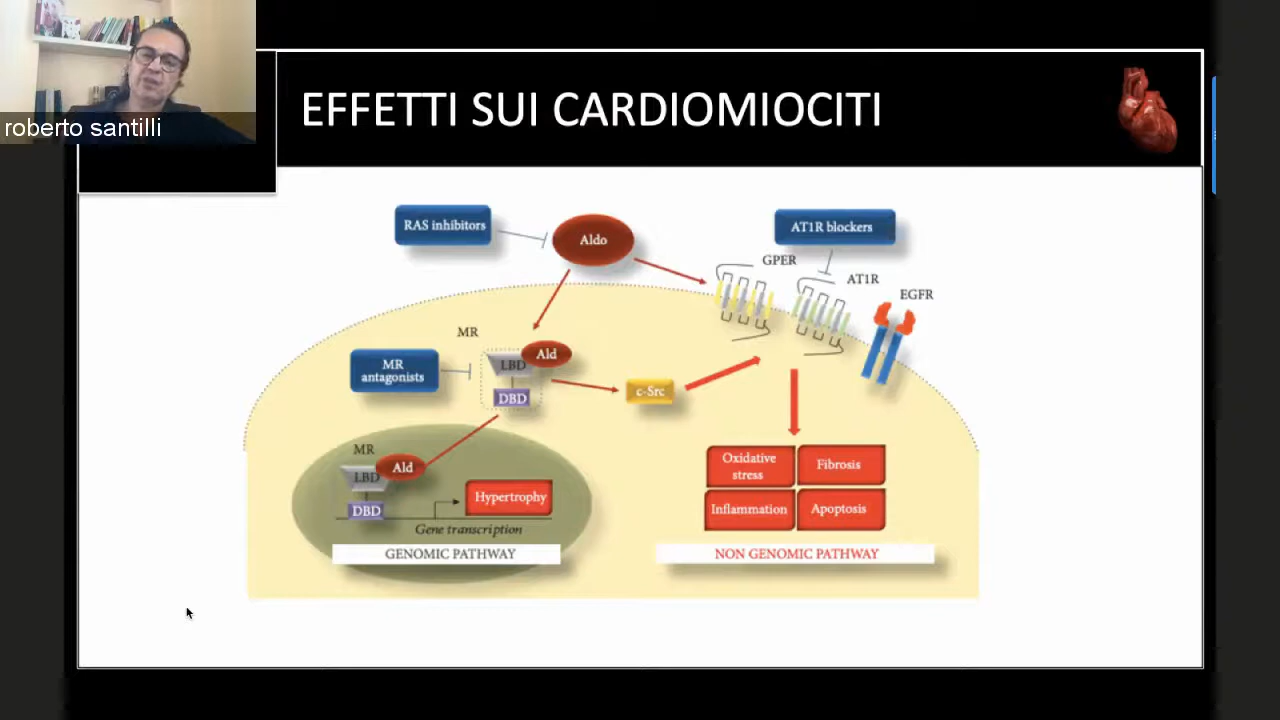 roberto santilli
EFFETTI SUI CARDIOMIOCITI
RAS inhibitors
Aldo
AT1R blockers
GPER
AT1R
EGFR
MR
MR
antagonists
LBD
Ald
DBD
c-Src
MR
LBD
Ald
DBD
Hypertrophy
Gene transcription
GENOMIC PATHWAY
Oxidative
stress
Fibrosis
Inflammation
Apoptosis
NON GENOMIC PATHWAY